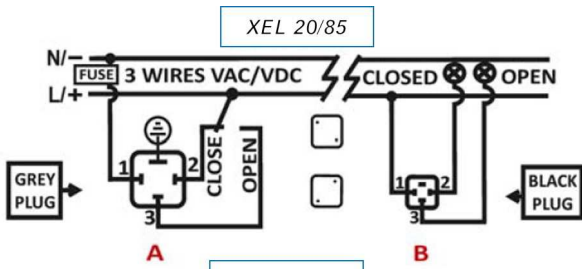 XEL 20/85
N/-
FUSE 3 WIRES VAC/VDC
CLOSED
OPEN
L/+
1
2
3
CLOSE
OPEN
GREY
PLUG
A
1
2
3
BLACK
PLUG
B